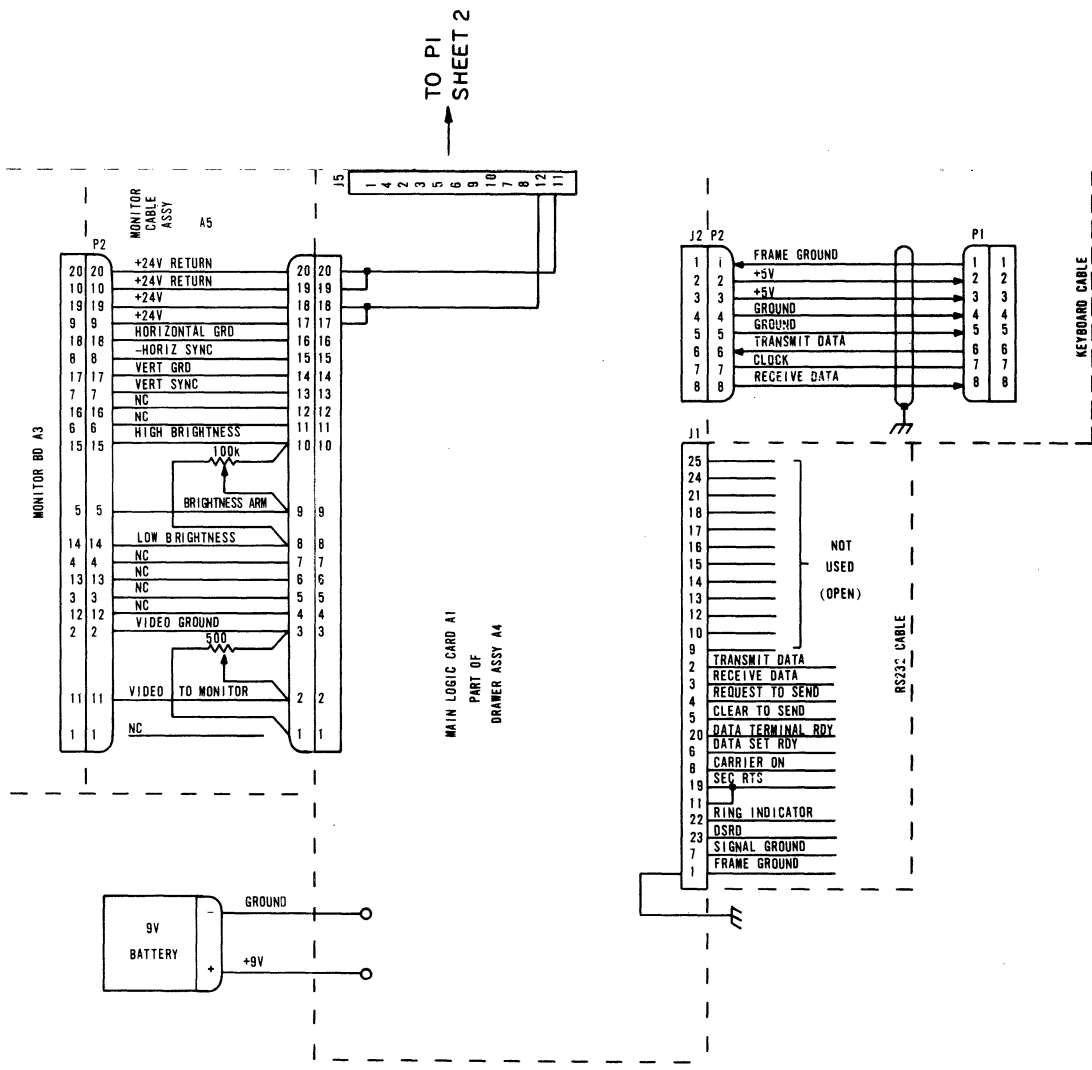 TO P1
SHEET 2
J5
1
4
2
3
5
6
9
10
7
8
12
11
MONITOR
CABLE
ASSY
A5
P2
MONITOR BD A3
20 20 +24V RETURN 20 20
10 10 +24V RETURN 19 19
19 19 +24V 18 18
9 9 +24V 17 17
18 18 HORIZONTAL GRD 16 16
8 8 -HORIZ SYNC 15 15
17 17 VERT GRD 14 14
7 7 VERT SYNC 13 13
16 16 NC 12 12
6 6 NC 11 11
15 15 HIGH BRIGHTNESS 10 10
100k
5 5 BRIGHTNESS ARM 9 9
14 14 LOW BRIGHTNESS 8 8
4 4 NC 7 7
13 13 NC 6 6
3 3 NC 5 5
12 12 NC 4 4
2 2 VIDEO GROUND 3 3
500
11 11 VIDEO TO MONITOR 2 2
1 1 NC 1 1
MAIN LOGIC CARD A1
PART OF
DRAWER ASSY A4
J2 P2 P1
1 1 FRAME GROUND 1 1
2 2 +5V 2 2
3 3 +5V 3 3
4 4 GROUND 4 4
5 5 GROUND 5 5
6 6 TRANSMIT DATA 6 6
7 7 CLOCK 7 7
8 8 RECEIVE DATA 8 8
KEYBOARD CABLE
J1
25
24
21
18
17
16
15
14
13
12
10
9
NOT
USED
(OPEN)
2 TRANSMIT DATA
3 RECEIVE DATA
4 REQUEST TO SEND
5 CLEAR TO SEND
20 DATA TERMINAL RDY
6 DATA SET RDY
8 CARRIER ON
19 SEC RTS
11
22 RING INDICATOR
23 DSRD
7 SIGNAL GROUND
1 FRAME GROUND
RS232 CABLE
9V
BATTERY
- GROUND
+ +9V